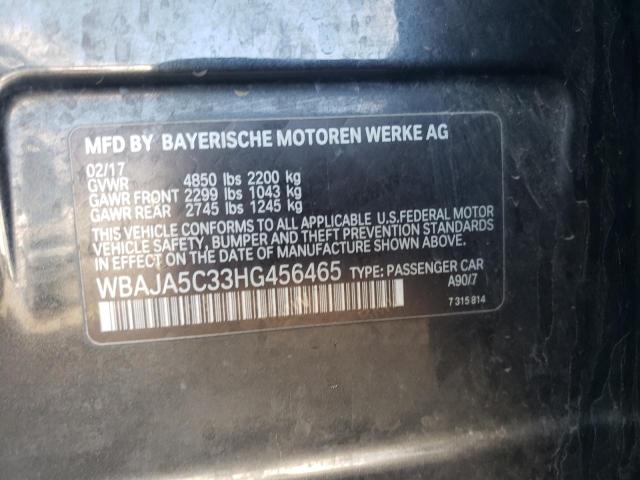 MFD BY BAYERISCHE MOTOREN WERKE AG
02/17
GVWR 4850 lbs 2200 kg
GAWR FRONT 2299 lbs 1043 kg
GAWR REAR 2745 lbs 1245 kg
THIS VEHICLE CONFORMS TO ALL APPLICABLE U.S.FEDERAL MOTOR
VEHICLE SAFETY, BUMPER AND THEFT PREVENTION STANDARDS
IN EFFECT ON THE DATE OF MANUFACTURE SHOWN ABOVE.
WBAJA5C33HG456465 TYPE: PASSENGER CAR
A90/7
7 315 814